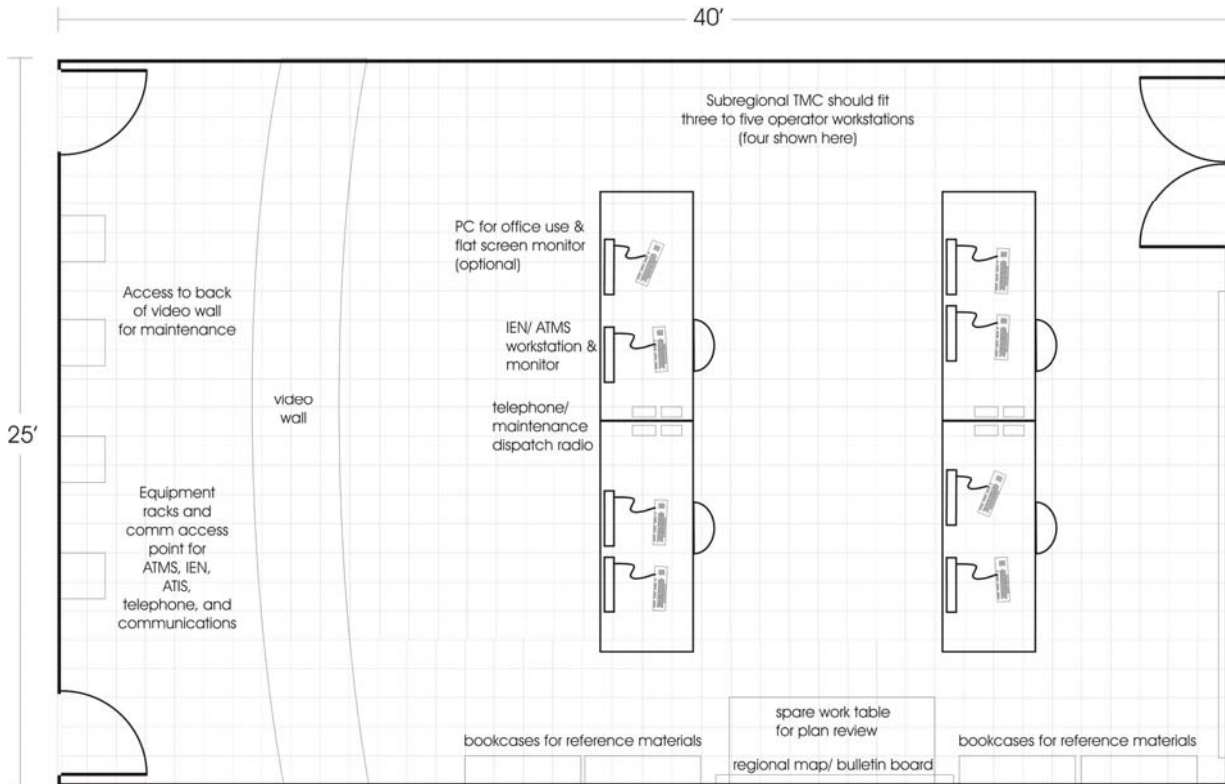 40’
Subregional TMC should fit
three to five operator workstations
(four shown here)
PC for office use &
flat screen monitor
(optional)
Access to back
of video wall
for maintenance
IEN/ ATMS
workstation &
monitor
video
wall
telephone/
maintenance
dispatch radio
25’
Equipment
racks and
comm access
point for
ATMS, IEN,
ATIS,
telephone, and
communications
spare work table
for plan review
bookcases for reference materials
bookcases for reference materials
regional map/ bulletin board